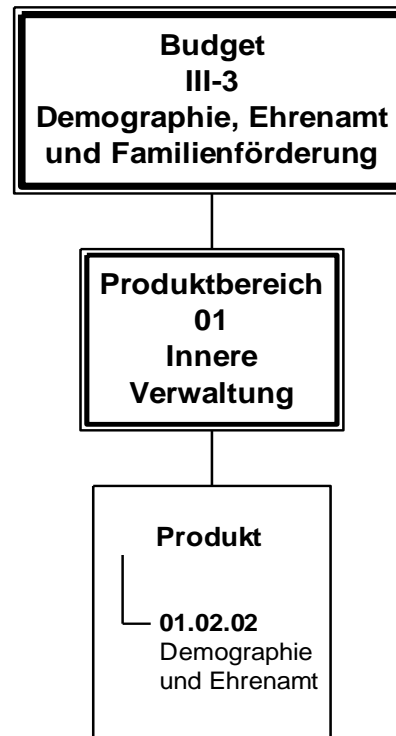 Budget
III-3
Demographie, Ehrenamt
und Familienförderung
Produktbereich
01
Innere
Verwaltung
Produkt
01.02.02
Demographie
und Ehrenamt